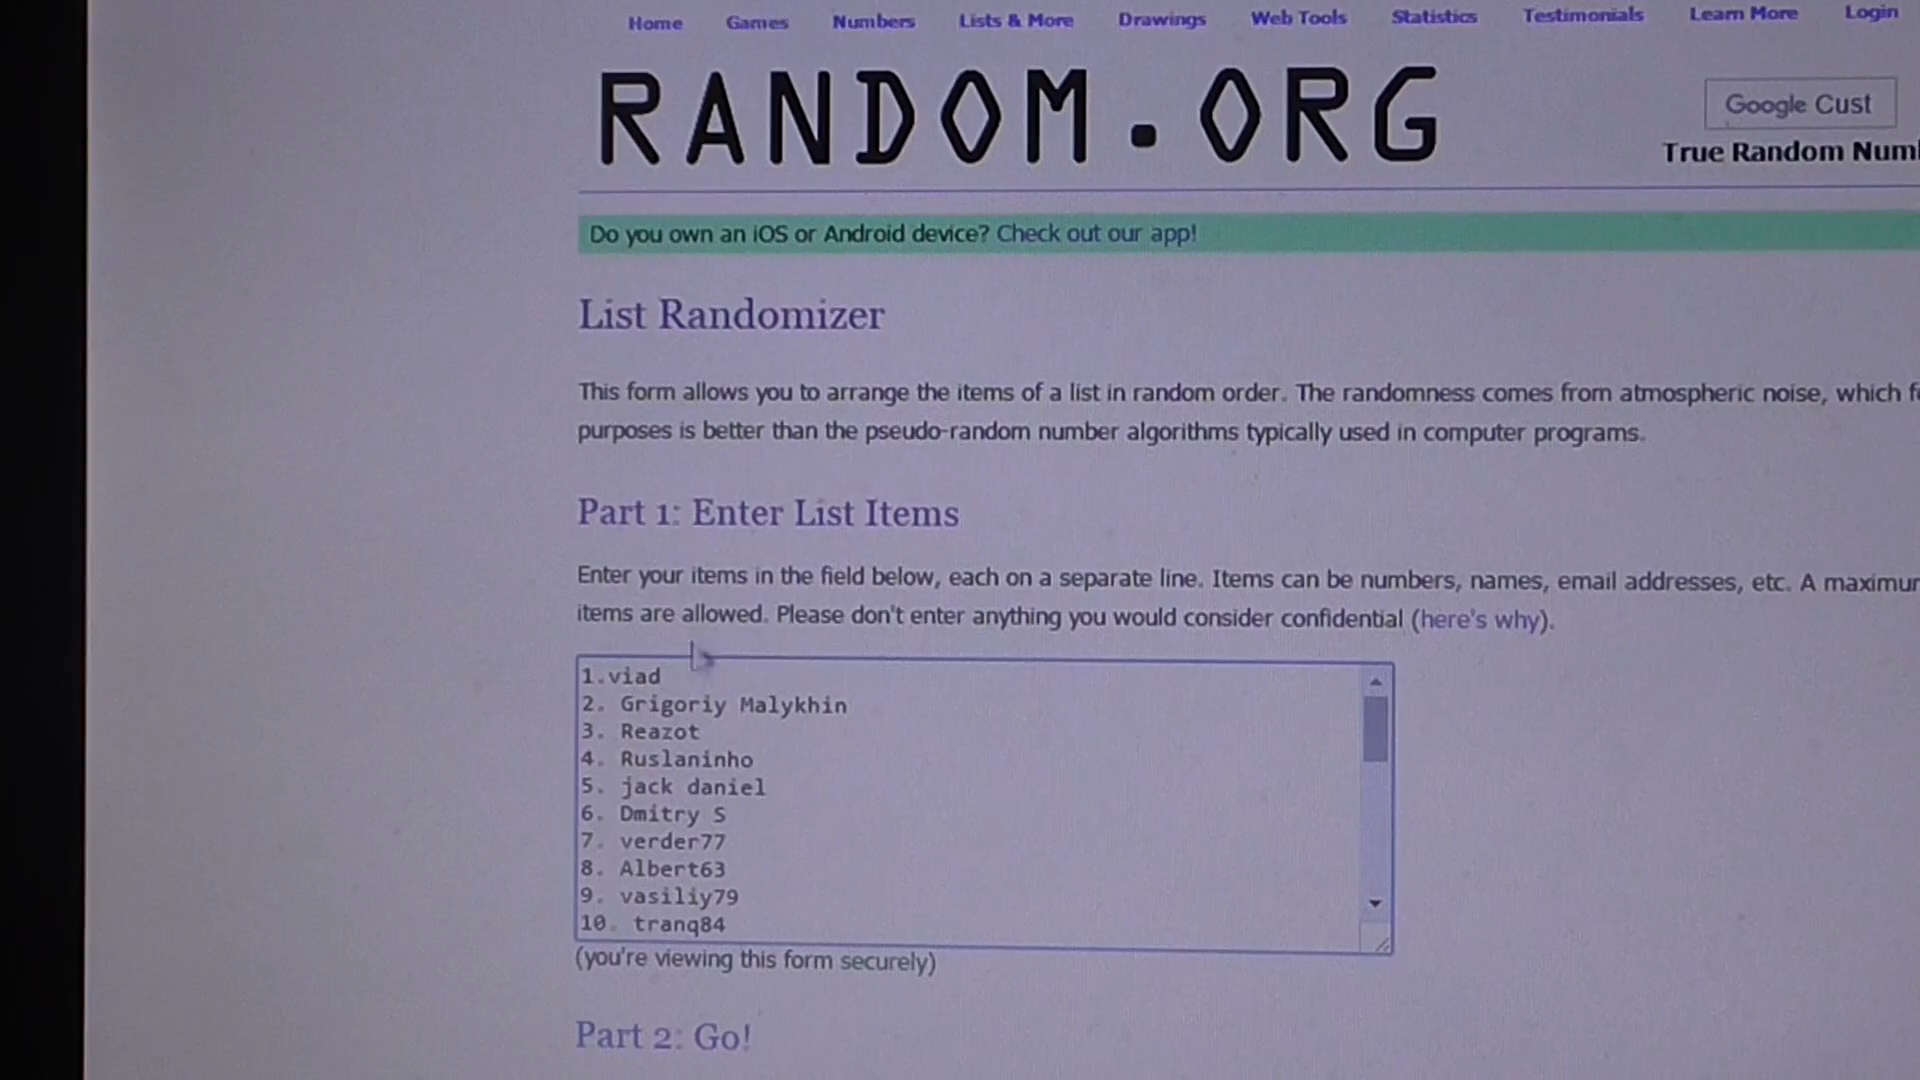 Home Games Numbers Lists & More Drawings Web Tools Statistics Testimonials Learn More Login
RANDOM.ORG
Google Cust
True Random
Do you own an iOS or Android device? Check out our app!
List Randomizer
This form allows you to arrange the items of a list in random order. The randomness comes from atmospheric noise, which
purposes is better than the pseudo-random number algorithms typically used in computer programs.
Part 1: Enter List Items
Enter your items in the field below, each on a separate line. Items can be numbers, names, email addresses, etc. A
items are allowed. Please don't enter anything you would consider confidential (here's why).
1.viad
2. Grigoriy Malykhin
3. Reazot
4. Ruslaninho
5. jack daniel
6. Dmitry S
7. verder77
8. Albert63
9. vasiliy79
10. tranq84
(you're viewing this form securely)
Part 2: Go!